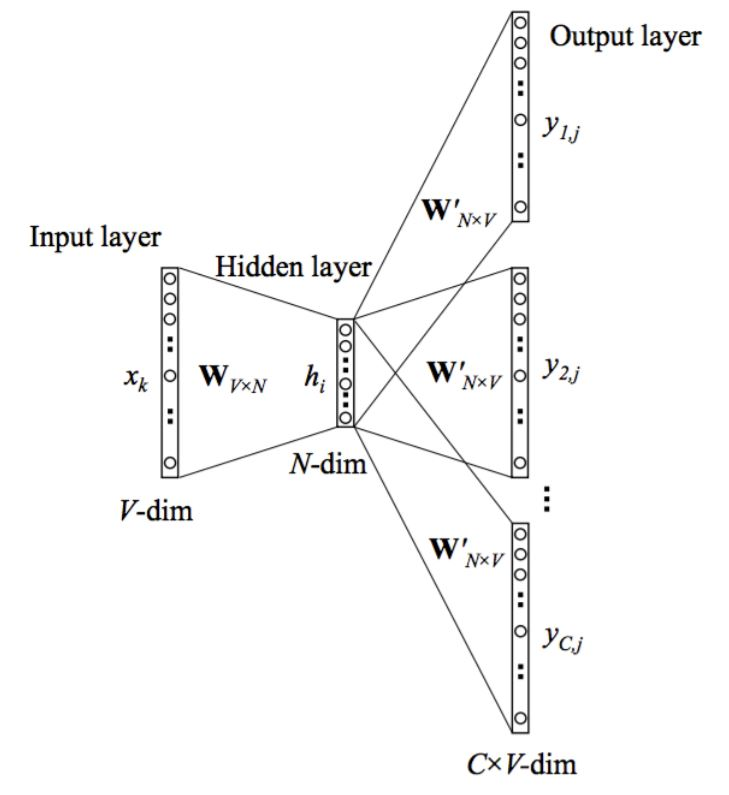 Output layer
y1,j
W'N×V
Input layer
Hidden layer
xk
WV×N
hi
W'N×V
y2,j
N-dim
V-dim
W'N×V
yC,j
C×V-dim